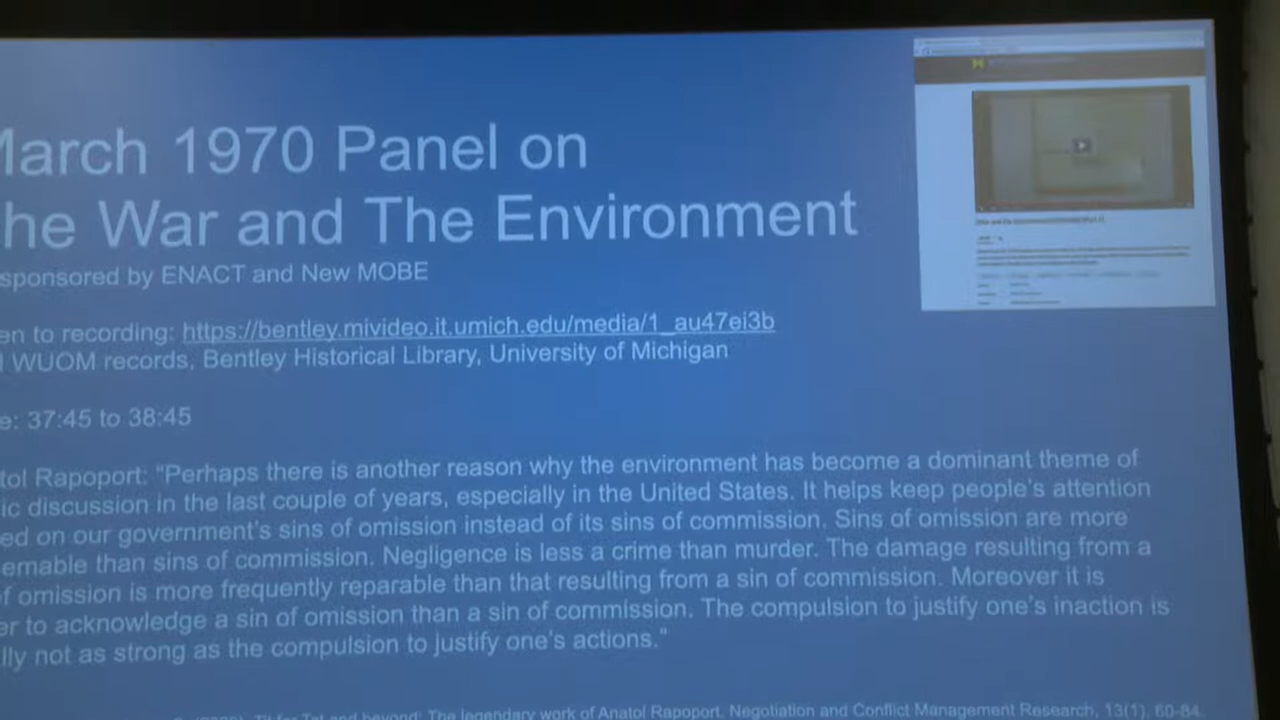 March 1970 Panel on
he War and The Environment
sponsored by ENACT and New MOBE
en to recording: https://bentley.mivideo.it.umich.edu/media/1_au47ei3b
WUOM records, Bentley Historical Library, University of Michigan
e: 37:45 to 38:45
tol Rapoport: "Perhaps there is another reason why the environment has become a dominant theme of
ic discussion in the last couple of years, especially in the United States. It helps keep people's attention
ed on our government's sins of omission instead of its sins of commission. Sins of omission are more
emable than sins of commission. Negligence is less a crime than murder. The damage resulting from a
f omission is more frequently reparable than that resulting from a sin of commission. Moreover it is
er to acknowledge a sin of omission than a sin of commission. The compulsion to justify one's inaction is
lly not as strong as the compulsion to justify one's actions."
Tit for Tat and beyond: The legendary work of Anatol Rapoport. Negotiation and Conflict Management Research, 13(1), 60-84.